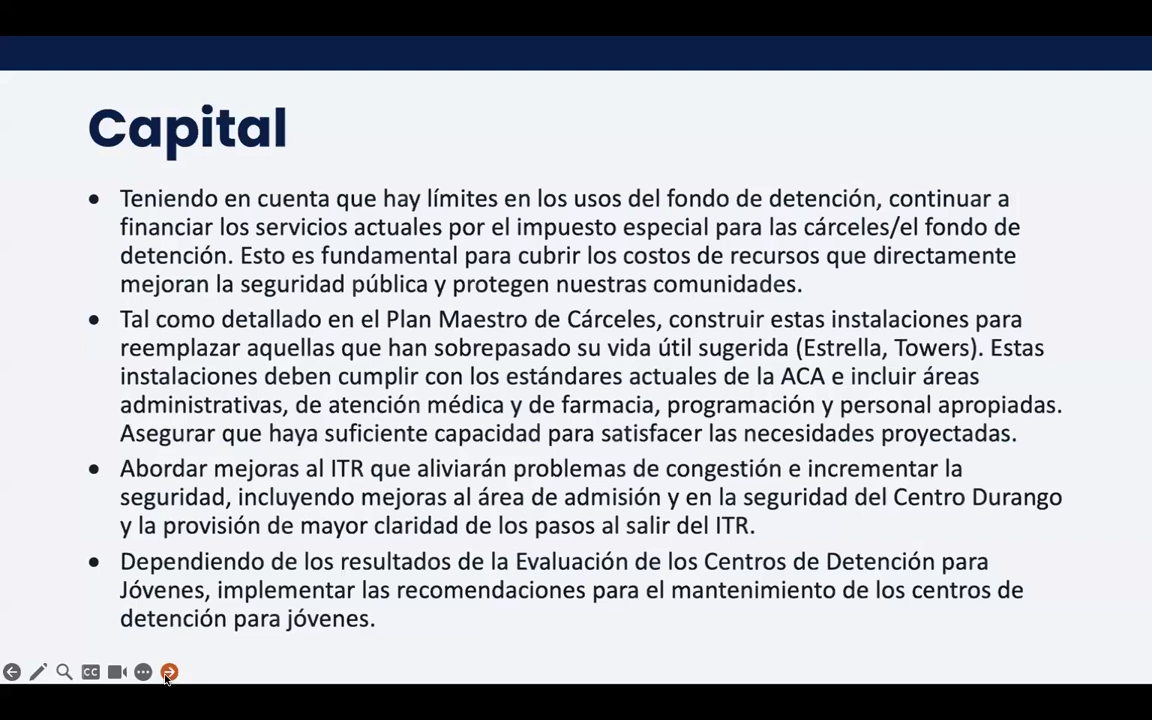 Capital
• Teniendo en cuenta que hay límites en los usos del fondo de detención, continuar a
financiar los servicios actuales por el impuesto especial para las cárceles/el fondo de
detención. Esto es fundamental para cubrir los costos de recursos que directamente
mejoran la seguridad pública y protegen nuestras comunidades.
• Tal como detallado en el Plan Maestro de Cárceles, construir estas instalaciones para
reemplazar aquellas que han sobrepasado su vida útil sugerida (Estrella, Towers). Estas
instalaciones deben cumplir con los estándares actuales de la ACA e incluir áreas
administrativas, de atención médica y de farmacia, programación y personal apropiadas.
Asegurar que haya suficiente capacidad para satisfacer las necesidades proyectadas.
• Abordar mejoras al ITR que aliviarán problemas de congestión e incrementar la
seguridad, incluyendo mejoras al área de admisión y en la seguridad del Centro Durango
y la provisión de mayor claridad de los pasos al salir del ITR.
• Dependiendo de los resultados de la Evaluación de los Centros de Detención para
Jóvenes, implementar las recomendaciones para el mantenimiento de los centros de
detención para jóvenes.
CC